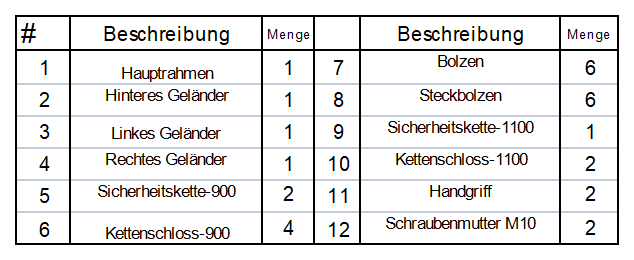 # Beschreibung Menge Beschreibung Menge
1 Hauptrahmen 1 7 Bolzen 6
2 Hinteres Geländer 1 8 Steckbolzen 6
3 Linkes Geländer 1 9 Sicherheitskette-1100 1
4 Rechtes Geländer 1 10 Kettenschloss-1100 2
5 Sicherheitskette-900 2 11 Handgriff 2
6 Kettenschloss-900 4 12 Schraubenmutter M10 2